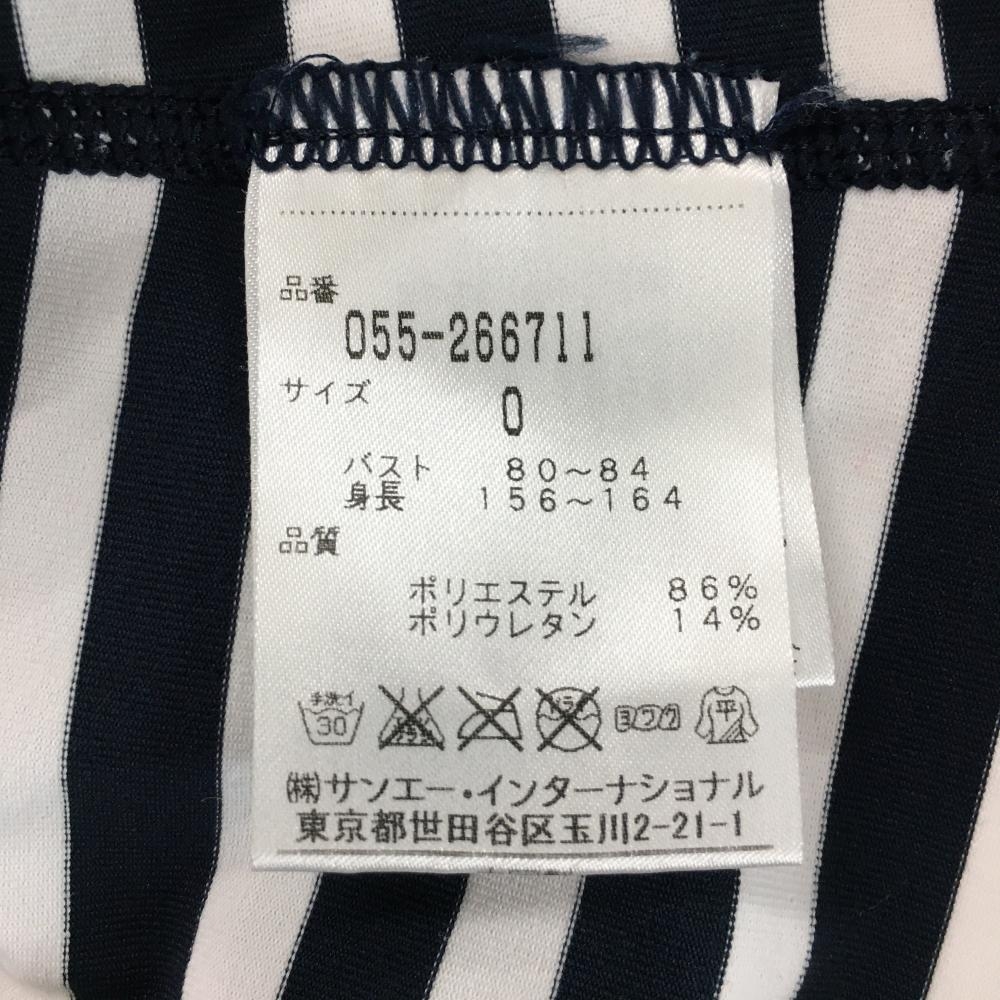 品番
055-266711
サイズ
0
バスト 80～84
身長 156～164
品質
ポリエステル 86%
ポリウレタン 14%
手洗イ
30
ヨワク
平
㈱サンエー・インターナショナル
東京都世田谷区玉川2-21-1